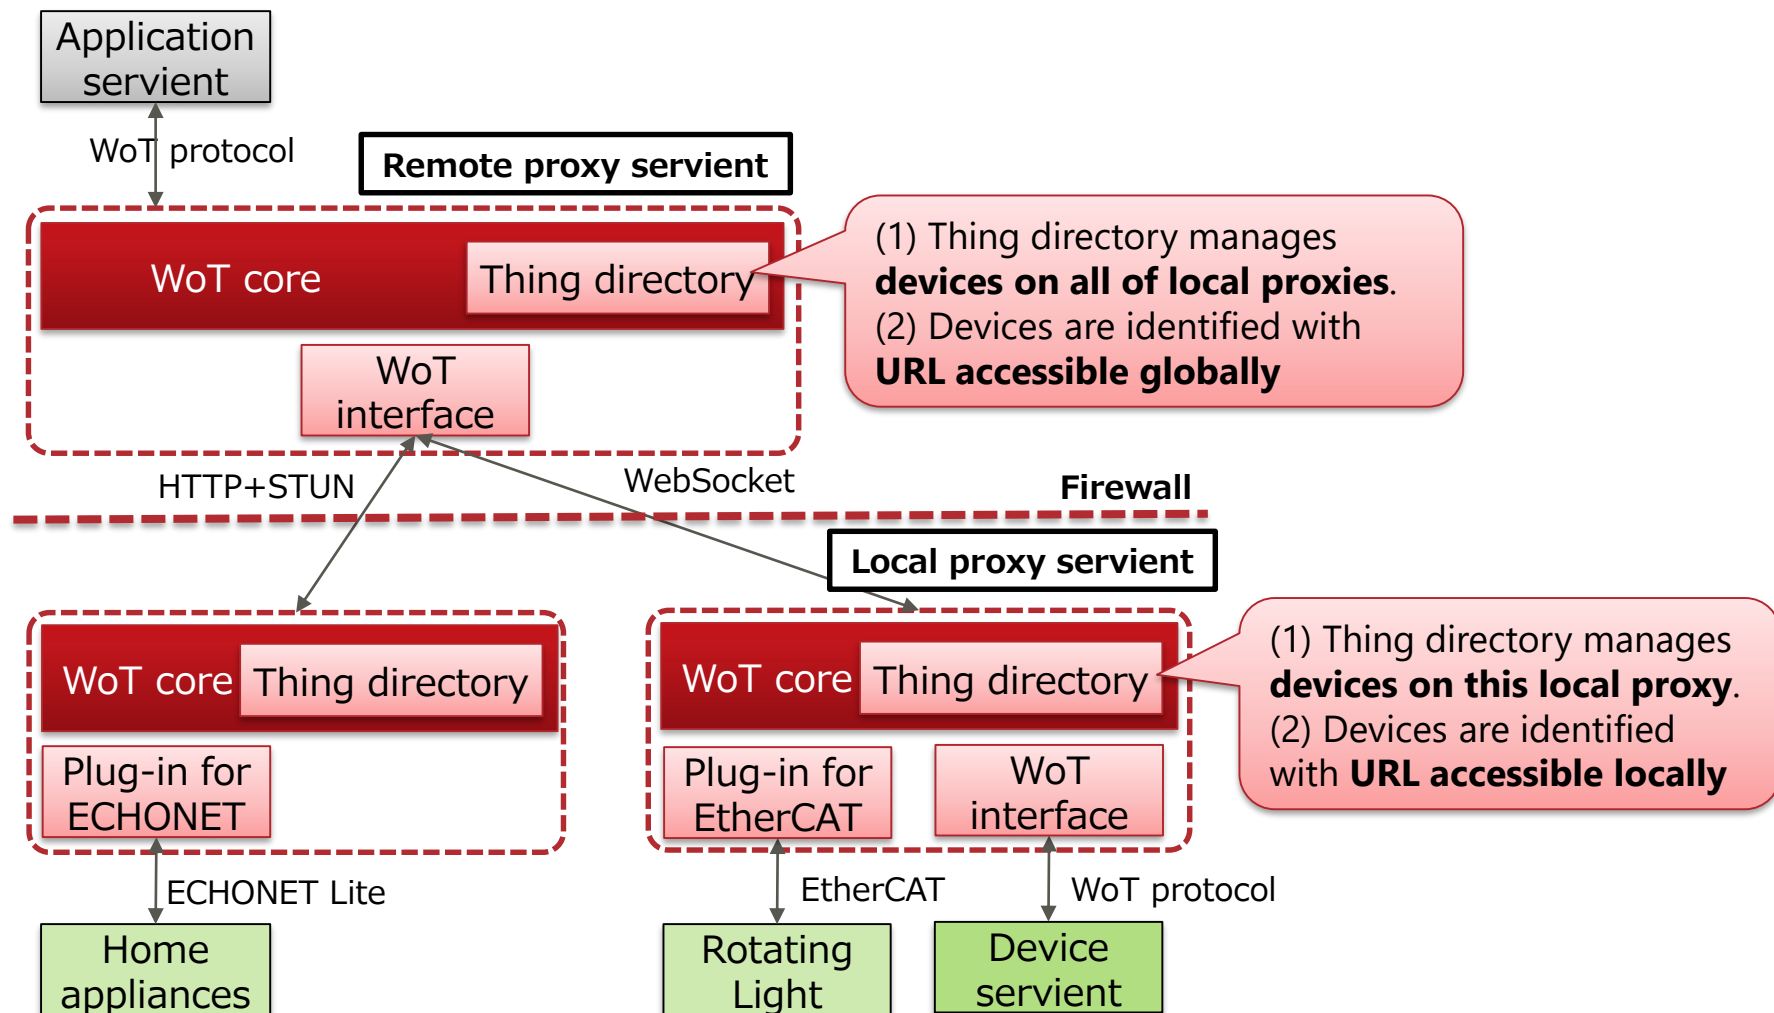 Application
servient
WoT protocol
Remote proxy servient
WoT core
Thing directory
(1) Thing directory manages
devices on all of local proxies.
(2) Devices are identified with
URL accessible globally
WoT
interface
HTTP+STUN
WebSocket
Firewall
Local proxy servient
WoT core
Thing directory
WoT core
Thing directory
(1) Thing directory manages
devices on this local proxy.
(2) Devices are identified
with URL accessible locally
Plug-in for
ECHONET
Plug-in for
EtherCAT
WoT
interface
ECHONET Lite
EtherCAT
WoT protocol
Home
appliances
Rotating
Light
Device
servient